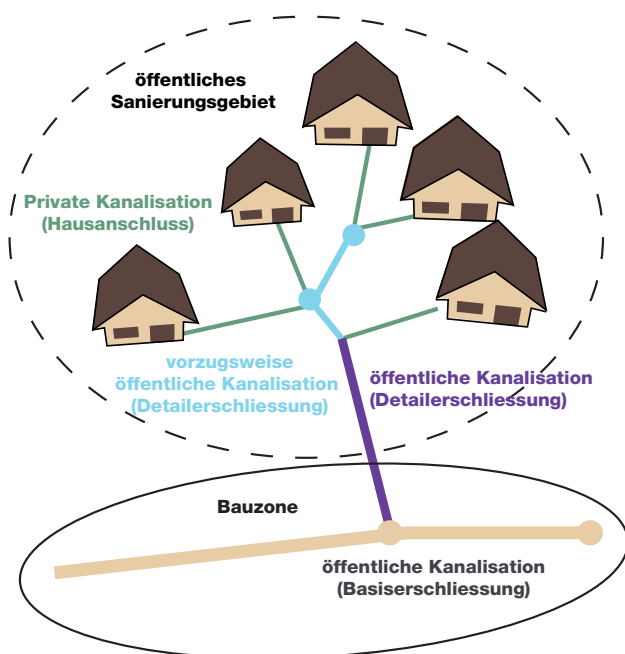 öffentliches
Sanierungsgebiet
Private Kanalisation
(Hausanschluss)
vorzugsweise
öffentliche Kanalisation
(Detailerschliessung)
öffentliche Kanalisation
(Detailerschliessung)
Bauzone
öffentliche Kanalisation
(Basiserschliessung)